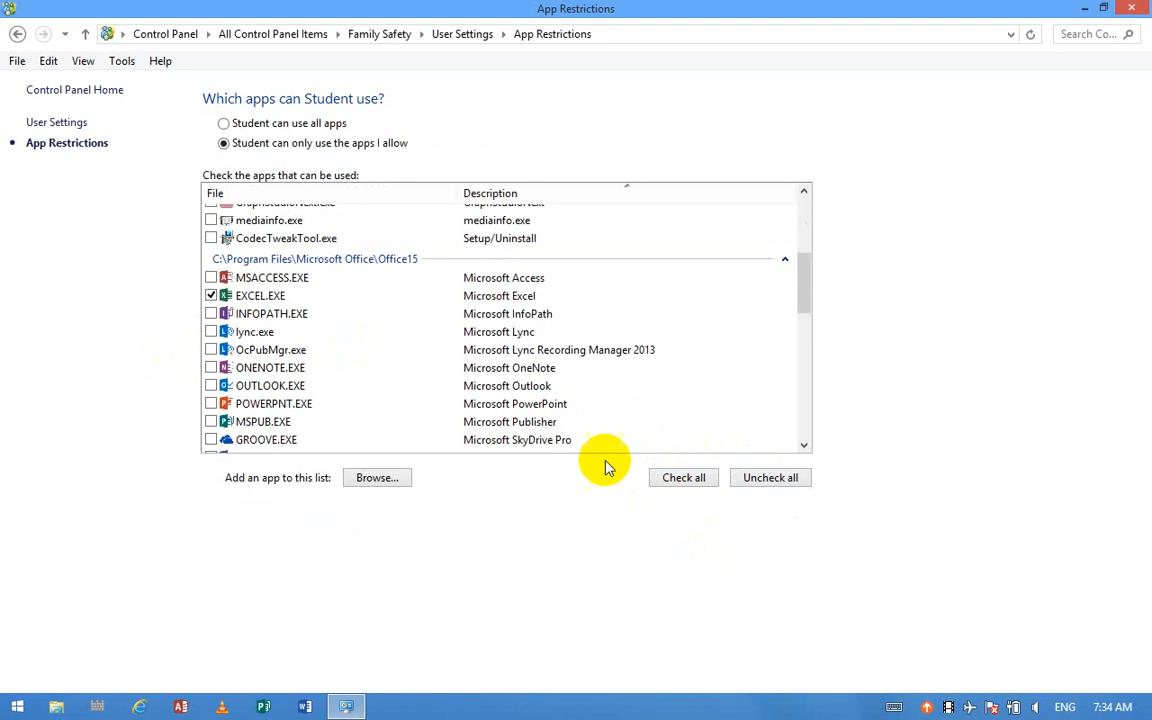 App Restrictions
Control Panel
All Control Panel Items
Family Safety
User Settings
App Restrictions
Search Co...
File Edit View Tools Help
Control Panel Home
User Settings
App Restrictions
Which apps can Student use?
Student can use all apps
Student can only use the apps I allow
Check the apps that can be used:
File Description
mediainfo.exe mediainfo.exe
CodecTweakTool.exe Setup/Uninstall
C:\Program Files\Microsoft Office\Office15
MSACCESS.EXE Microsoft Access
EXCEL.EXE Microsoft Excel
INFOPATH.EXE Microsoft InfoPath
lync.exe Microsoft Lync
OcPubMgr.exe Microsoft Lync Recording Manager 2013
ONENOTE.EXE Microsoft OneNote
OUTLOOK.EXE Microsoft Outlook
POWERPNT.EXE Microsoft PowerPoint
MSPUB.EXE Microsoft Publisher
GROOVE.EXE Microsoft SkyDrive Pro
Add an app to this list: Browse... Check all Uncheck all
ENG 7:34 AM